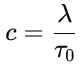 c = λ / τ₀